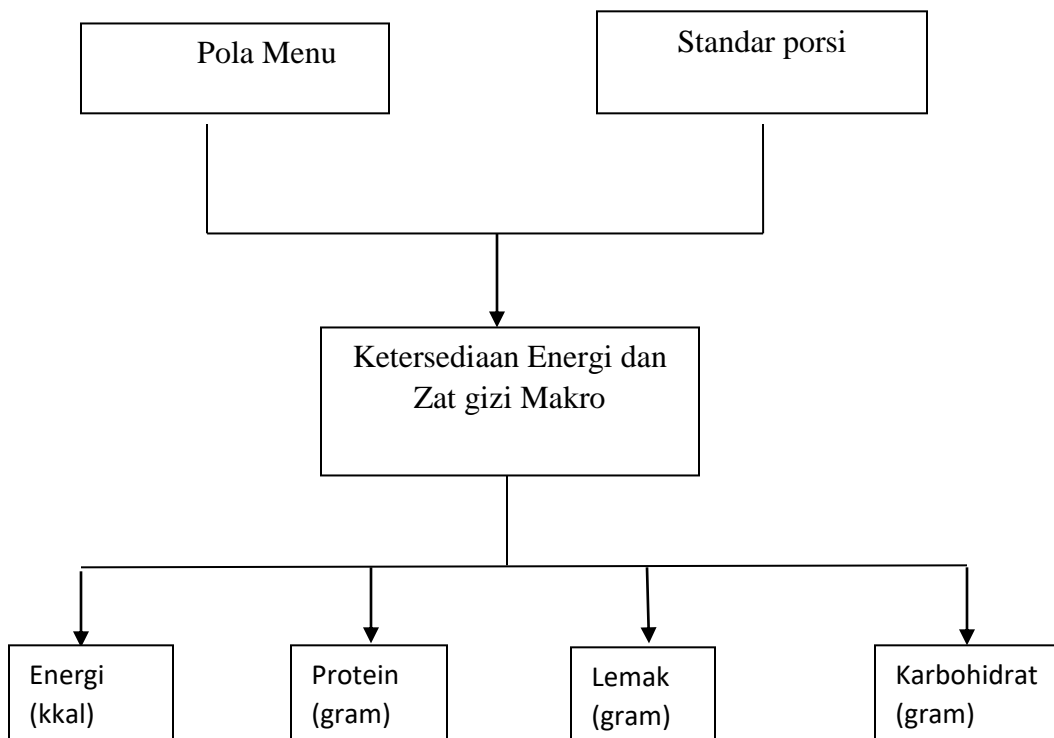 Pola Menu
Standar porsi
Ketersediaan Energi dan
Zat gizi Makro
Energi
(kkal)
Protein
(gram)
Lemak
(gram)
Karbohidrat
(gram)